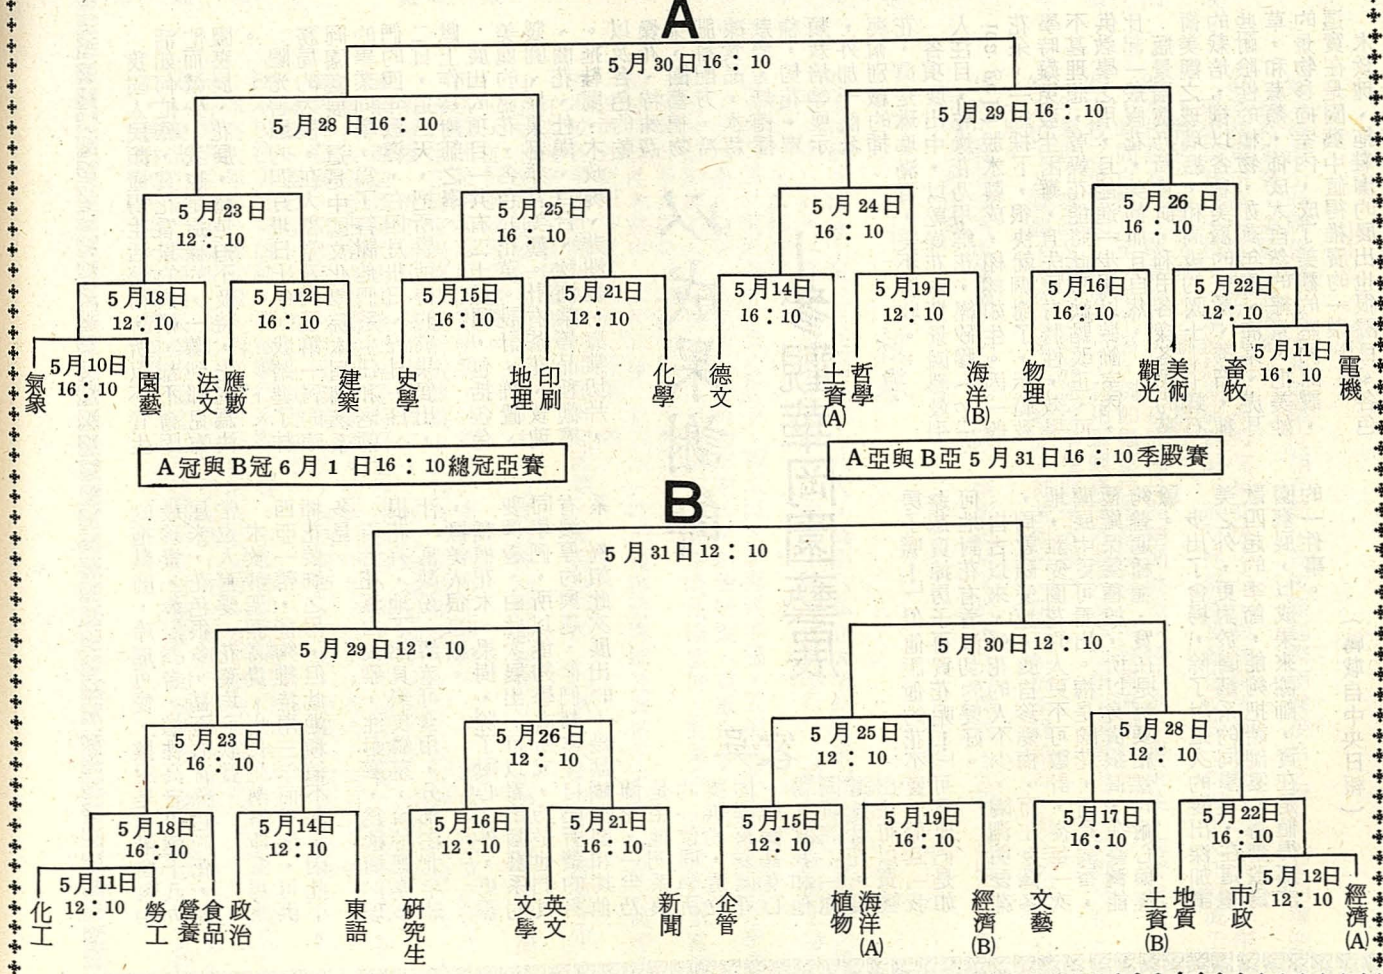 A
5月30日16：10
5月28日16：10
5月29日16：10
5月23日
12：10
5月25日
16：10
5月24日
16：10
5月26日
16：10
5月18日
12：10
5月12日
16：10
5月15日
16：10
5月21日
12：10
5月14日
16：10
5月19日
12：10
5月16日
16：10
5月22日
12：10
5月10日
16：10
5月11日
16：10
氣象
園藝
法文
應數
建築
史學
地理
印刷
化學
德文
土資(A)
哲學
海洋(B)
物理
觀光
美術
畜牧
電機
A冠與B冠6月1日16：10總冠亞賽
A亞與B亞5月31日16：10季殿賽
B
5月31日12：10
5月29日12：10
5月30日12：10
5月23日
16：10
5月26日
12：10
5月25日
12：10
5月28日
12：10
5月18日
16：10
5月14日
12：10
5月16日
12：10
5月21日
16：10
5月15日
12：10
5月19日
16：10
5月17日
16：10
5月22日
16：10
5月11日
12：10
5月12日
12：10
化工
勞工
食品營養
政治
東語
研究生
文學
英文
新聞
企管
植物
海洋(A)
經濟(B)
文藝
土資(B)
地質
市政
經濟(A)